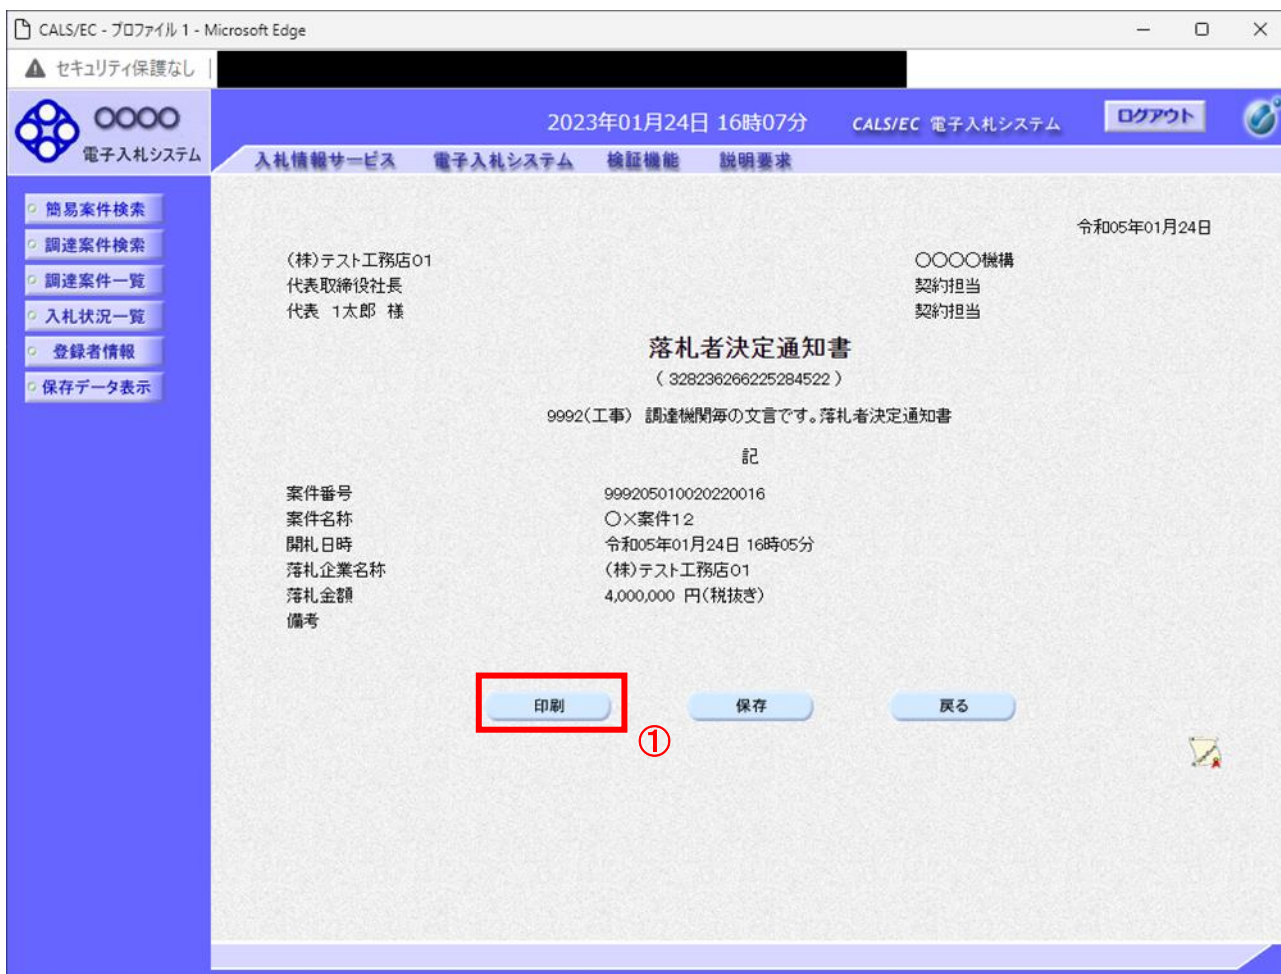 CALS/EC - プロファイル 1 - Microsoft Edge
セキュリティ保護なし
〇〇〇〇
電子入札システム
2023年01月24日 16時07分
CALS/EC 電子入札システム
ログアウト
入札情報サービス 電子入札システム 検証機能 説明要求
簡易案件検索
調達案件検索
調達案件一覧
入札状況一覧
登録者情報
保存データ表示
令和05年01月24日
(株)テスト工務店01
代表取締役社長
代表 1太郎 様
〇〇〇〇機構
契約担当
契約担当
落札者決定通知書
( 328236266225284522 )
9992(工事) 調達機関毎の文言です。落札者決定通知書
記
案件番号 999205010020220016
案件名称 〇×案件12
開札日時 令和05年01月24日 16時05分
落札企業名称 (株)テスト工務店01
落札金額 4,000,000 円(税抜き)
備考
印刷 保存 戻る
①